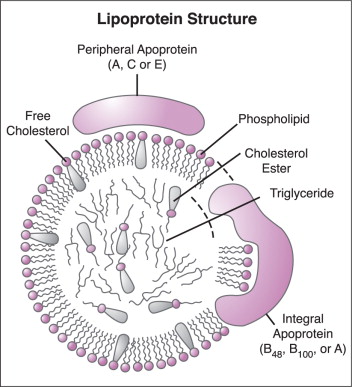 Lipoprotein Structure
Peripheral Apoprotein
(A, C or E)
Free
Cholesterol
Phospholipid
Cholesterol
Ester
Triglyceride
Integral
Apoprotein
(B48, B100, or A)